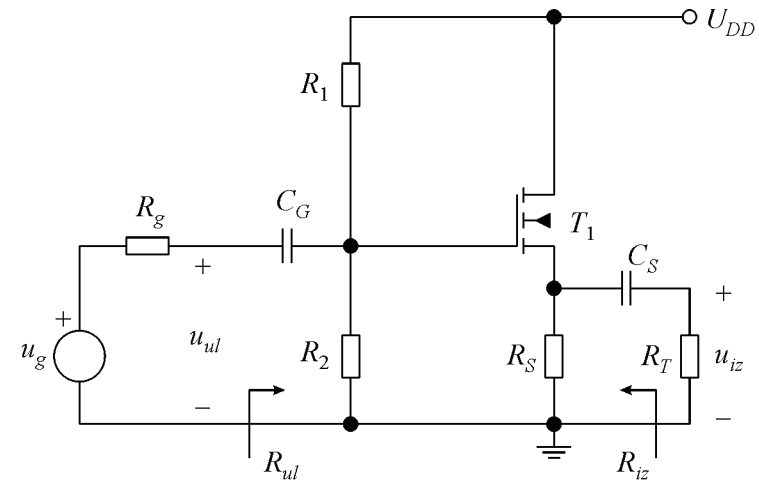 U_DD
R_1
C_G
R_g
T_1
C_S
+
+
+
u_g
u_ul
R_2
R_S
R_T
u_iz
−
−
R_ul
R_iz